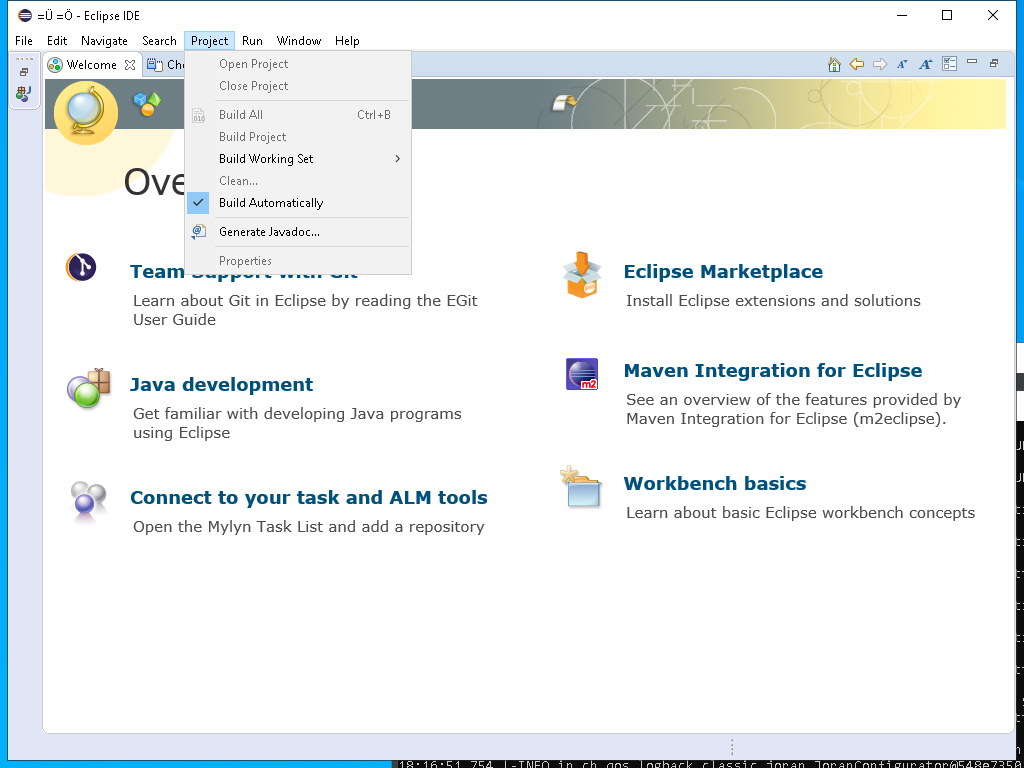 =Ü =Ö - Eclipse IDE
File Edit Navigate Search Project Run Window Help
Welcome
Open Project
Close Project
Build All Ctrl+B
Build Project
Build Working Set
Clean...
Build Automatically
Generate Javadoc...
Properties
Team Support with Git
Learn about Git in Eclipse by reading the EGit
User Guide
Eclipse Marketplace
Install Eclipse extensions and solutions
Java development
Get familiar with developing Java programs
using Eclipse
m2
Maven Integration for Eclipse
See an overview of the features provided by
Maven Integration for Eclipse (m2eclipse).
Connect to your task and ALM tools
Open the Mylyn Task List and add a repository
Workbench basics
Learn about basic Eclipse workbench concepts
18:16:51,754 |-INFO in ch.qos.logback.classic.joran.JoranConfigurator@548e7350